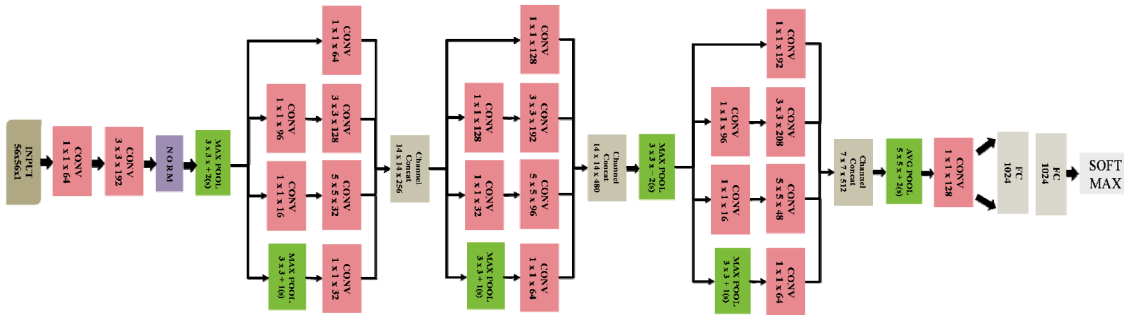 INPUT
56x56x1
CONV
1 x 1 x 64
CONV
3 x 3 x 192
NORM
MAX POOL
3 x 3 + 2(s)
CONV
1 x 1 x 64
CONV
1 x 1 x 96
CONV
3 x 3 x 128
CONV
1 x 1 x 16
CONV
5 x 5 x 32
MAX POOL
3 x 3 + 1(s)
CONV
1 x 1 x 32
Channel
Concat
14 x 14 x 256
CONV
1 x 1 x 128
CONV
1 x 1 x 128
CONV
3 x 3 x 192
CONV
1 x 1 x 32
CONV
5 x 5 x 96
MAX POOL
3 x 3 + 1(s)
CONV
1 x 1 x 64
Channel
Concat
14 x 14 x 480
MAX POOL
3 x 3 x - 2(s)
CONV
1 x 1 x 192
CONV
1 x 1 x 96
CONV
3 x 3 x 208
CONV
1 x 1 x 16
CONV
5 x 5 x 48
MAX POOL
3 x 3 + 1(s)
CONV
1 x 1 x 64
Channel
Concat
7 x 7 x 512
AVG POOL
5 x 5 x + 2(s)
CONV
1 x 1 x 128
FC
1024
FC
1024
SOFT
MAX